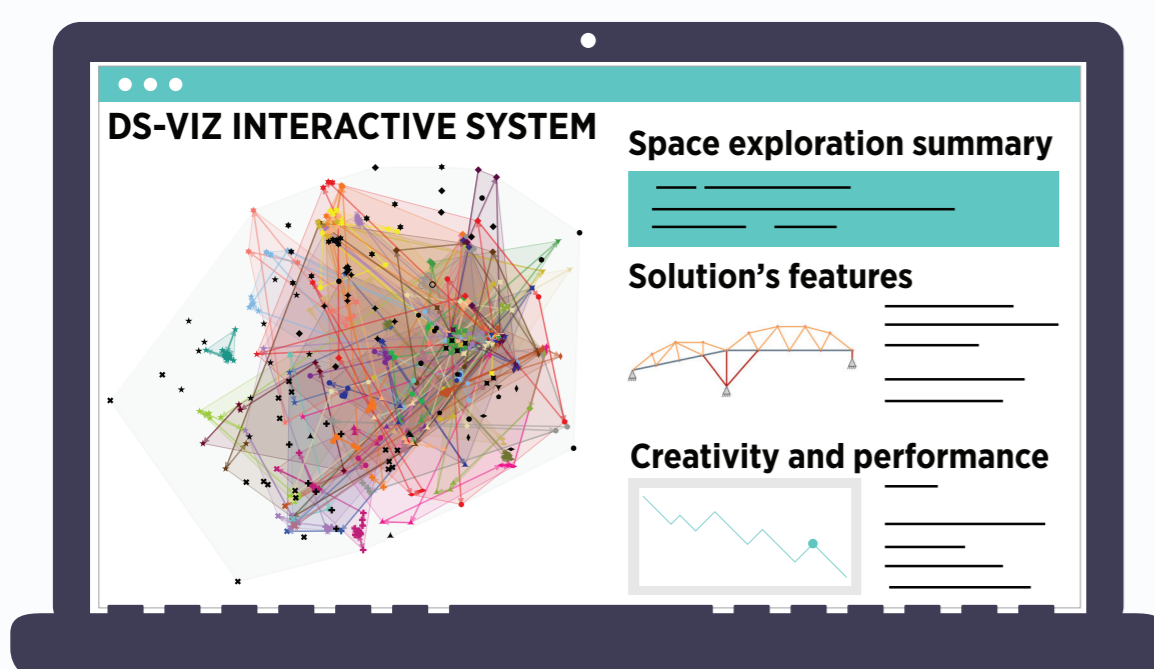 DS-VIZ INTERACTIVE SYSTEM
Space exploration summary
Solution's features
Creativity and performance